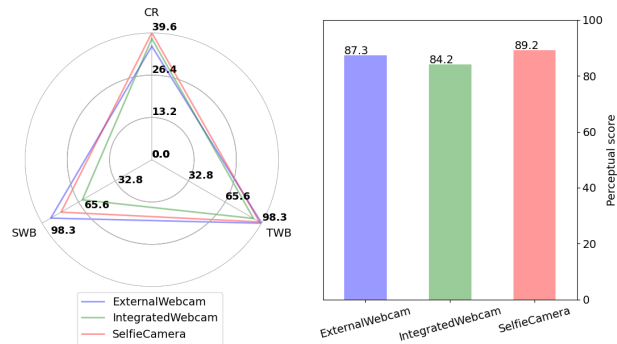 CR
39.6
26.4
13.2
0.0
32.8
32.8
65.6
65.6
98.3
98.3
SWB
TWB
ExternalWebcam
IntegratedWebcam
SelfieCamera
87.3
84.2
89.2
100
80
60
40
20
0
Perceptual score
ExternalWebcam
IntegratedWebcam
SelfieCamera